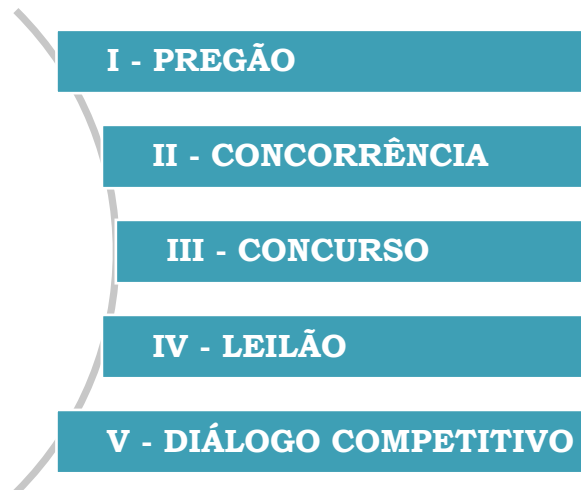 I - PREGÃO
II - CONCORRÊNCIA
III - CONCURSO
IV - LEILÃO
V - DIÁLOGO COMPETITIVO